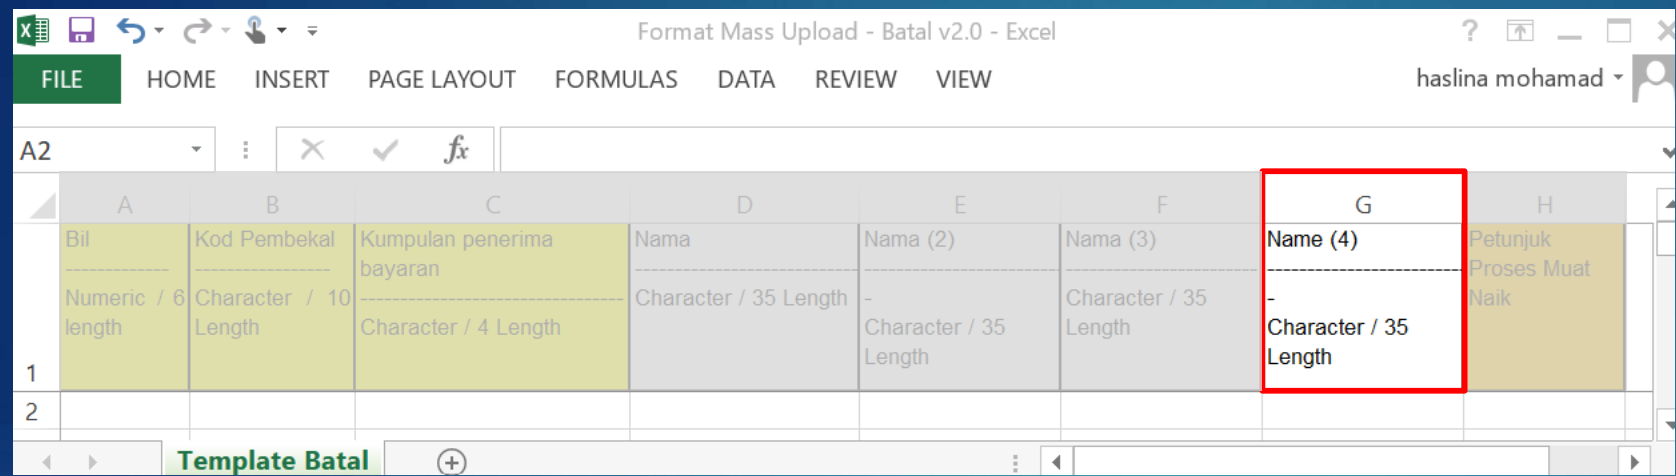 Format Mass Upload - Batal v2.0 - Excel ?
FILE HOME INSERT PAGE LAYOUT FORMULAS DATA REVIEW VIEW haslina mohamad
A2 fx
A B C D E F G H
Bil
-------------
Numeric / 6
length
Kod Pembekal
-----------------
Character / 10
Length
Kumpulan penerima
bayaran
---------------------------------
Character / 4 Length
Nama
----------------------------
Character / 35 Length
Nama (2)
-------------------------
-
Character / 35
Length
Nama (3)
------------------------
Character / 35
Length
Name (4)
-------------------------
-
Character / 35
Length
Petunjuk
Proses Muat
Naik
1
2
Template Batal